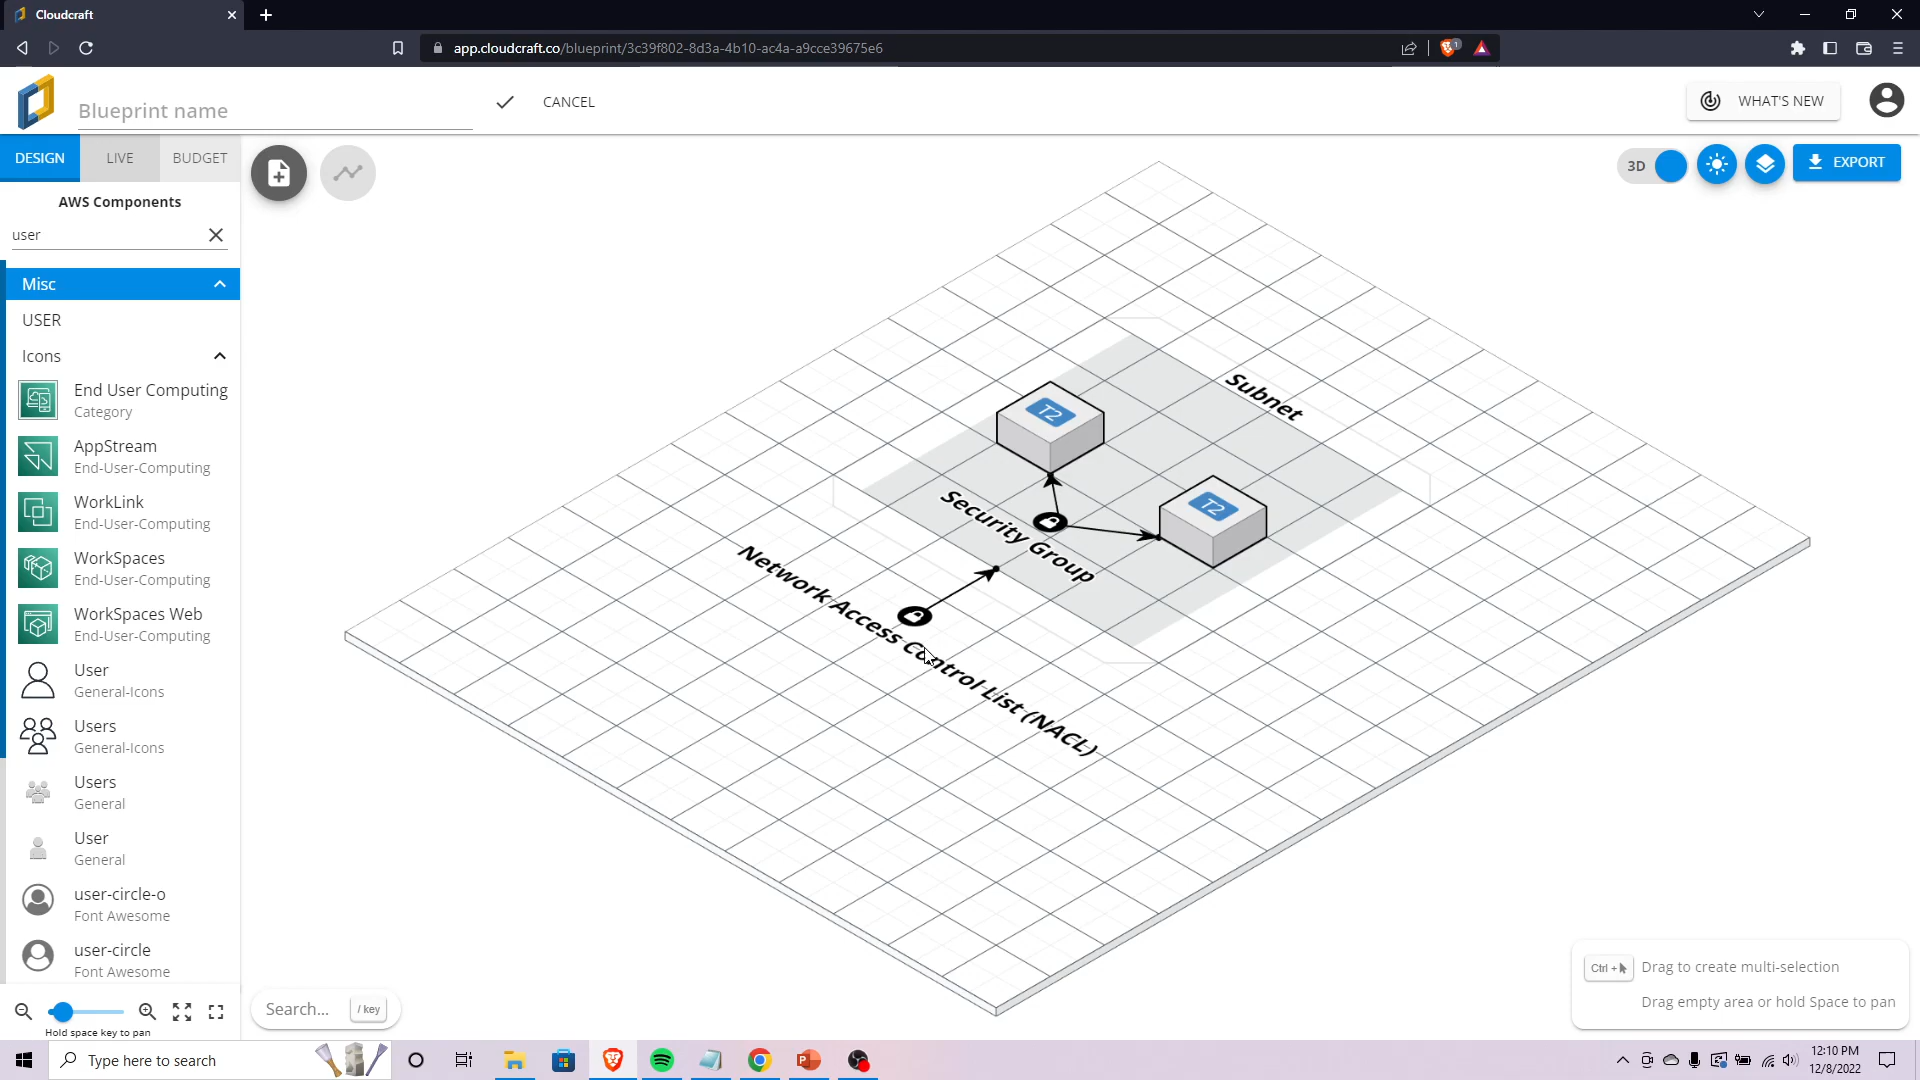 Cloudcraft
app.cloudcraft.co/blueprint/3c39f802-8d3a-4b10-ac4a-a9cce39675e6
1
Blueprint name
CANCEL
WHAT'S NEW
DESIGN
LIVE
BUDGET
3D
EXPORT
AWS Components
user
Misc
USER
Icons
End User Computing
Category
AppStream
End-User-Computing
WorkLink
End-User-Computing
WorkSpaces
End-User-Computing
WorkSpaces Web
End-User-Computing
User
General-Icons
Users
General-Icons
Users
General
User
General
user-circle-o
Font Awesome
user-circle
Font Awesome
Subnet
T2
T2
Security Group
Network Access Control List (NACL)
Hold space key to pan
Search...
/ key
Ctrl +
Drag to create multi-selection
Drag empty area or hold Space to pan
Type here to search
12:10 PM
12/8/2022